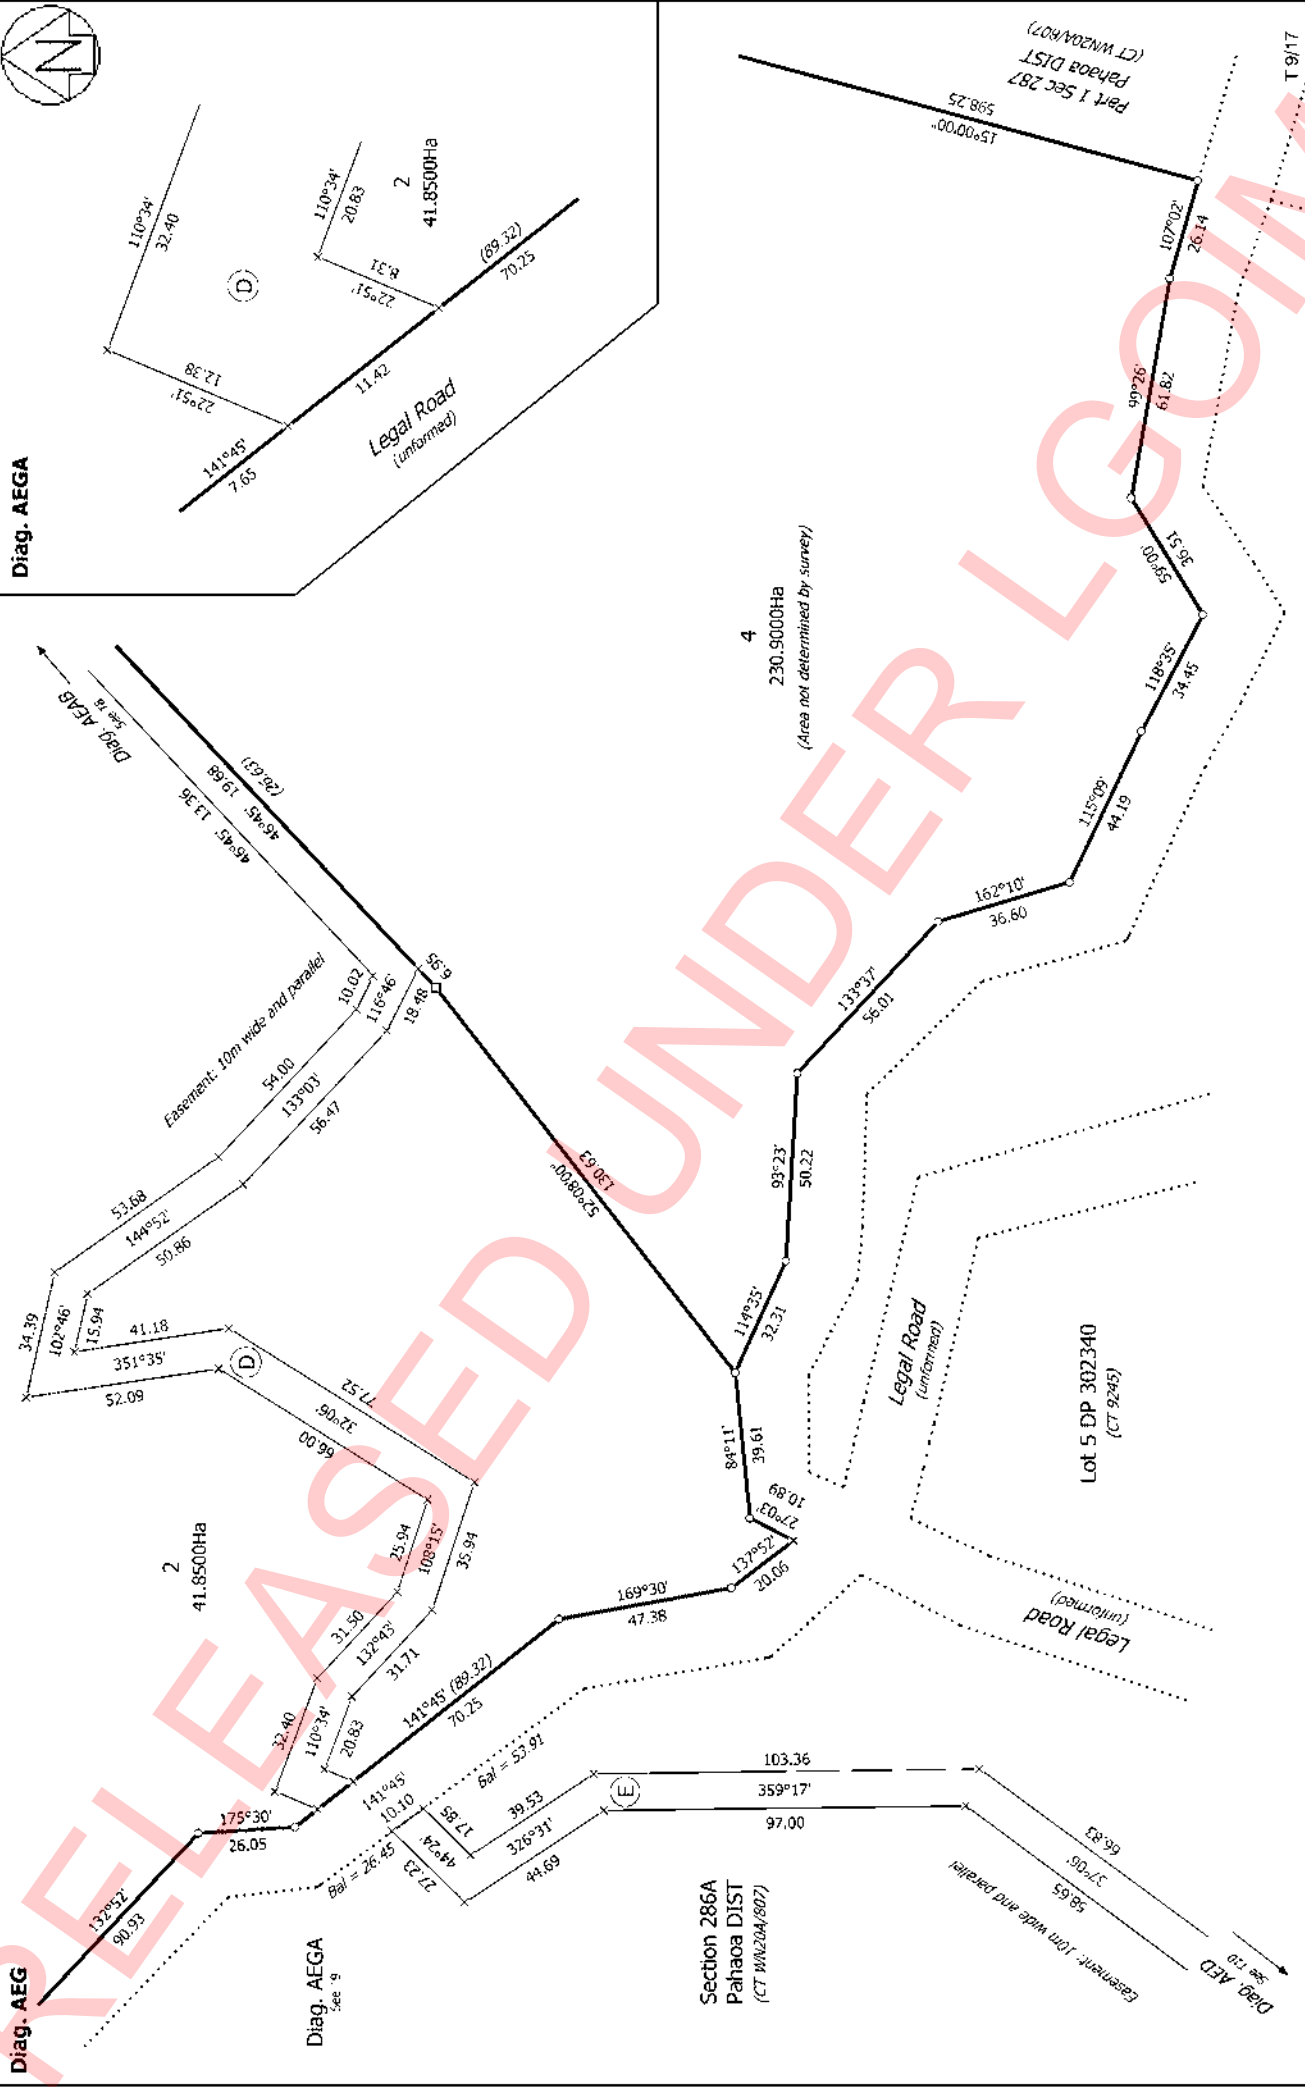 Diag. AEG
Diag. AEGA
N
110°34'
32.40
D
110°34'
20.83
2
41.8500Ha
22°51'
12.38
22°51'
8.31
(89.32)
70.25
11.42
141°45'
7.65
Legal Road
(unformed)
Part 1 Sec 287
Pahaoa DIST
598.25
15°00'00"
107°02'
26.14
T 9/17
99°26'
61.82
59°00'
36.51
118°35'
34.45
115°09'
44.19
162°10'
36.60
133°37'
56.01
93°23'
50.22
114°35'
32.31
84°11'
39.61
27°03'
10.89
137°52'
20.06
169°30'
47.38
141°45' (89.32)
70.25
175°30'
26.05
132°52'
90.93
4
230.9000Ha
(Area not determined by survey)
Diag. AEAB
(26.63)
46°45' 19.68
13.36
6.95
10.02
116°46'
18.48
Easement: 10m wide and parallel
54.00
133°03'
56.47
53.68
144°52'
50.86
34.39
102°46'
15.94
41.18
351°35'
52.09
D
77.52
32°06'
66.00
25.94
108°15'
35.94
31.50
132°43'
31.71
32.40
110°34'
20.83
2
41.8500Ha
52°08'00"
130.63
Legal Road
(unformed)
Lot 5 DP 302340
(CT 9245)
Legal Road
(unformed)
141°45'
10.10
Bal = 53.91
Bal = 26.45
17.85
44°24'
27.23
39.53
326°31'
44.69
E
103.36
359°17'
97.00
66.82
37°06'
58.65
Easement: 10m wide and parallel
Diag. AED
See T20
Diag. AEGA
Section 286A
Pahaoa DIST
(CT WN20A/807)
RELEASED UNDER LGOIM